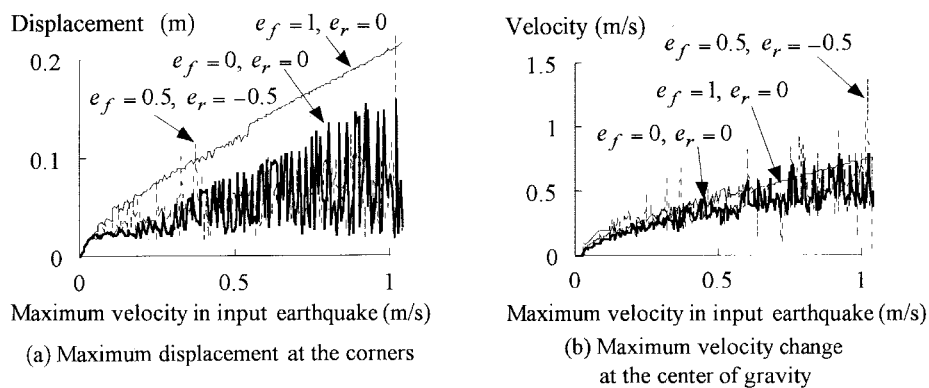 Displacement (m)
e_f = 1, e_r = 0
0.2
e_f = 0, e_r = 0
e_f = 0.5, e_r = −0.5
0.1
0
0
0.5
1
Maximum velocity in input earthquake (m/s)
(a) Maximum displacement at the corners
Velocity (m/s)
e_f = 0.5, e_r = −0.5
1.5
e_f = 1, e_r = 0
1
e_f = 0, e_r = 0
0.5
0
0
0.5
1
Maximum velocity in input earthquake (m/s)
(b) Maximum velocity change
at the center of gravity